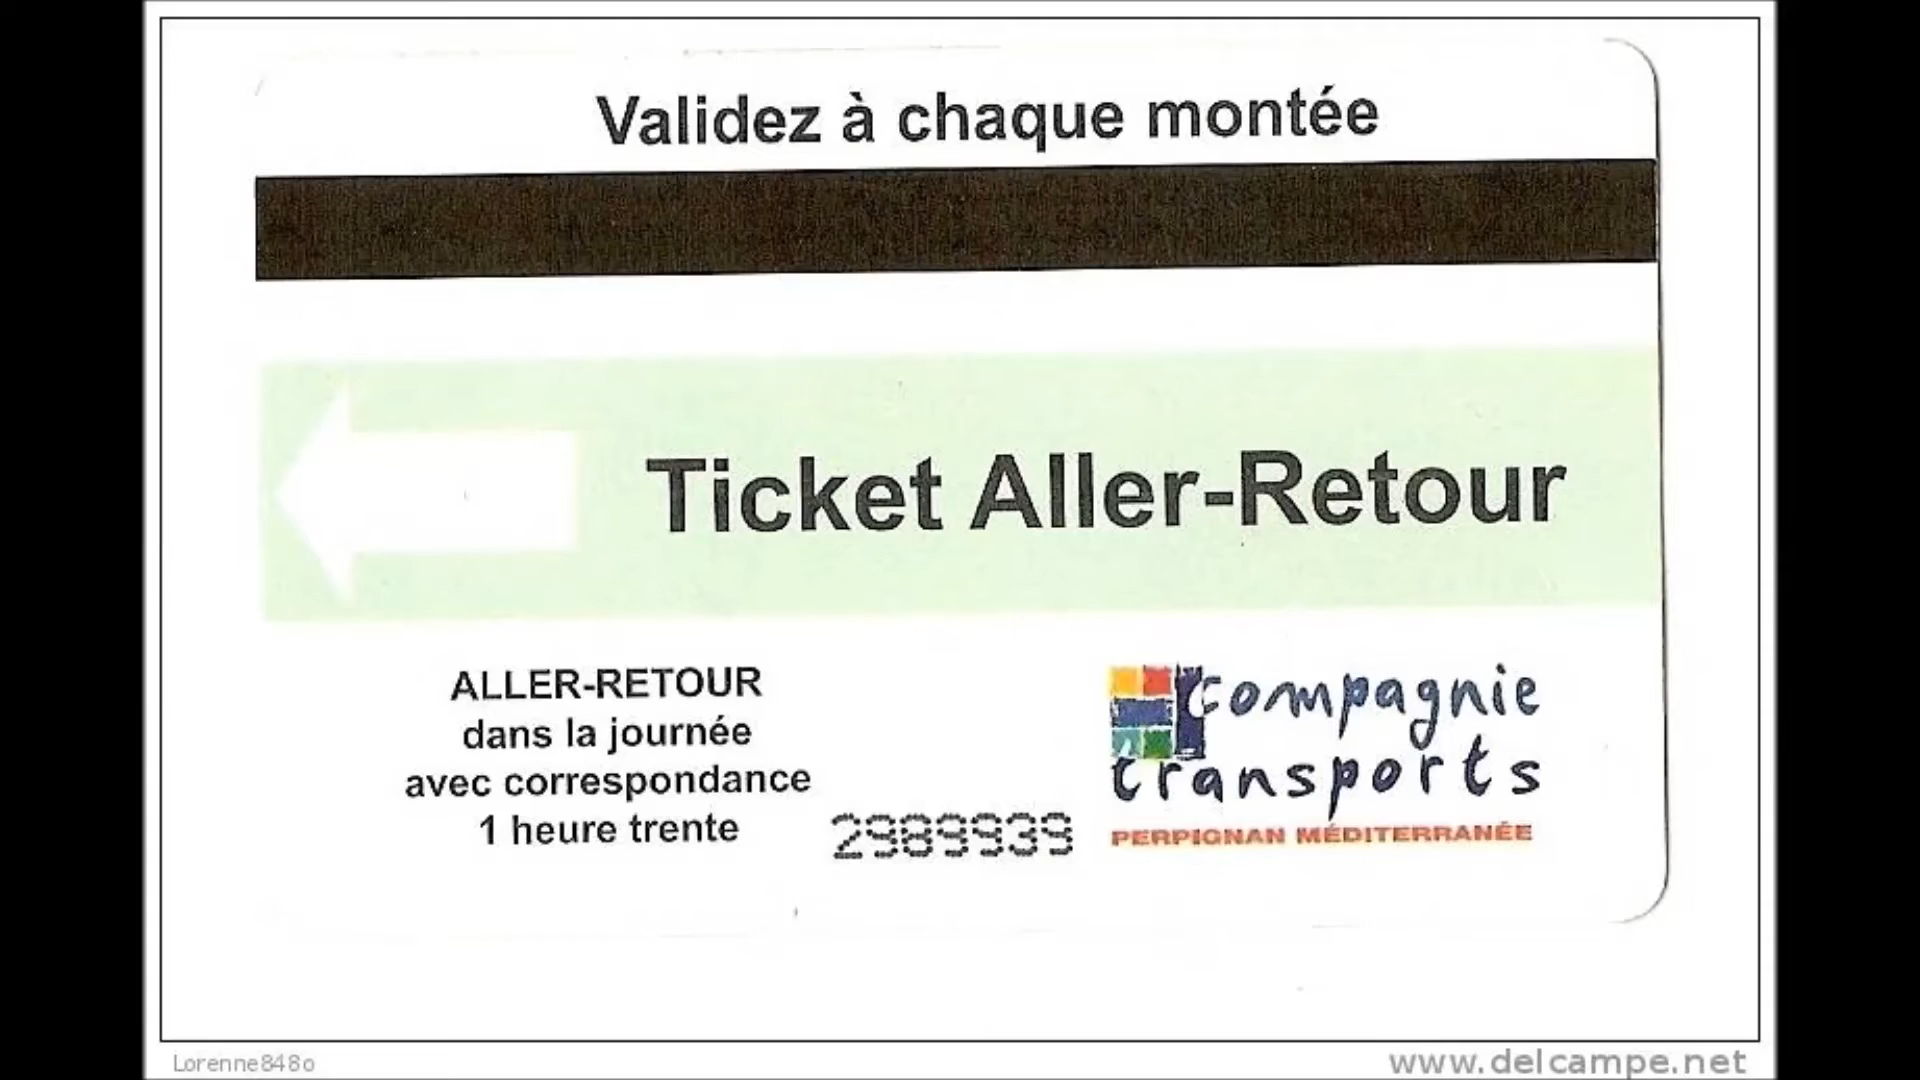 Validez à chaque montée
Ticket Aller-Retour
ALLER-RETOUR
dans la journée
avec correspondance
1 heure trente
2989939
compagnie
transports
PERPIGNAN MÉDITERRANÉE
Lorenne848o
www.delcampe.net